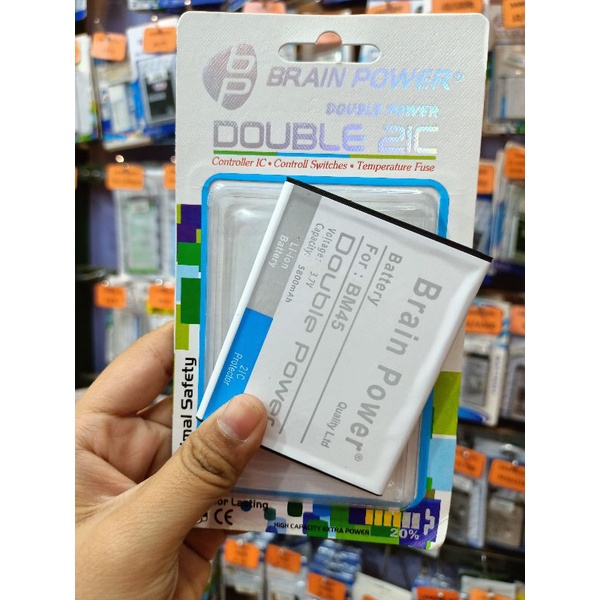 BP
BRAIN POWER®
DOUBLE POWER
DOUBLE 2IC
Controller IC • Controll Switches • Temperature Fuse
Brain Power®
Quality Ltd
Battery
For : BM45
Double Power
Voltage: 3.7V
Capacity: 5800mAh
Li-ion
Battery
2IC
Protector
mal Safety
or Lasting
CE
HIGH CAPACITY EXTRA POWER
20%